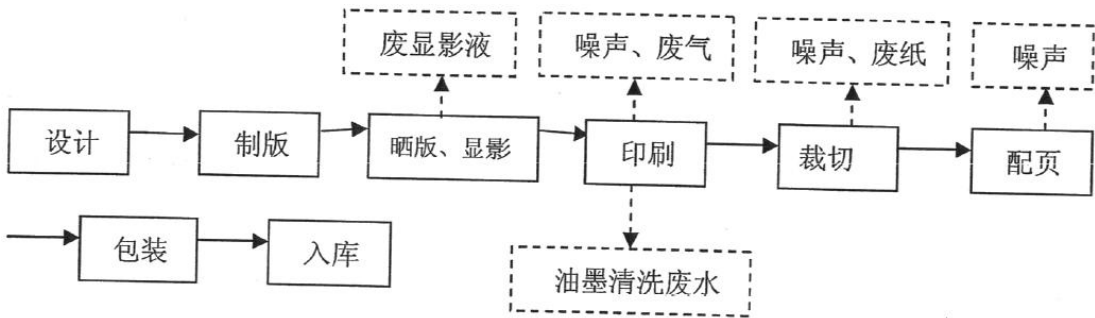 废显影液
噪声、废气
噪声、废纸
噪声
设计
制版
晒版、显影
印刷
裁切
配页
包装
入库
油墨清洗废水